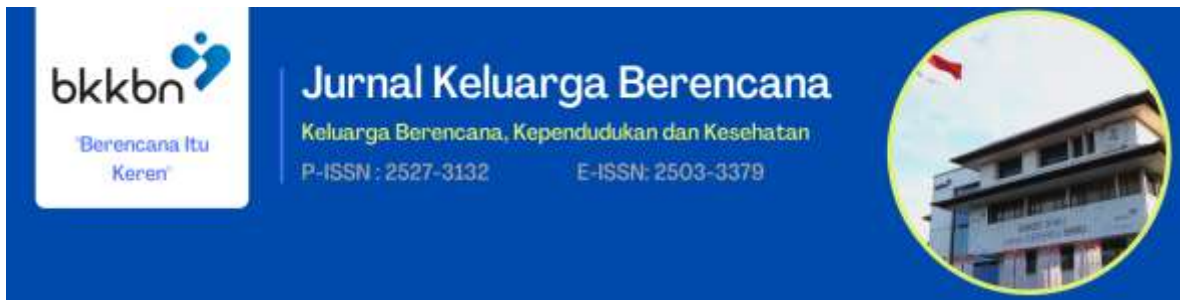 bkkbn
"Berencana Itu
Keren"
Jurnal Keluarga Berencana
Keluarga Berencana, Kependudukan dan Kesehatan
P-ISSN : 2527-3132 E-ISSN: 2503-3379